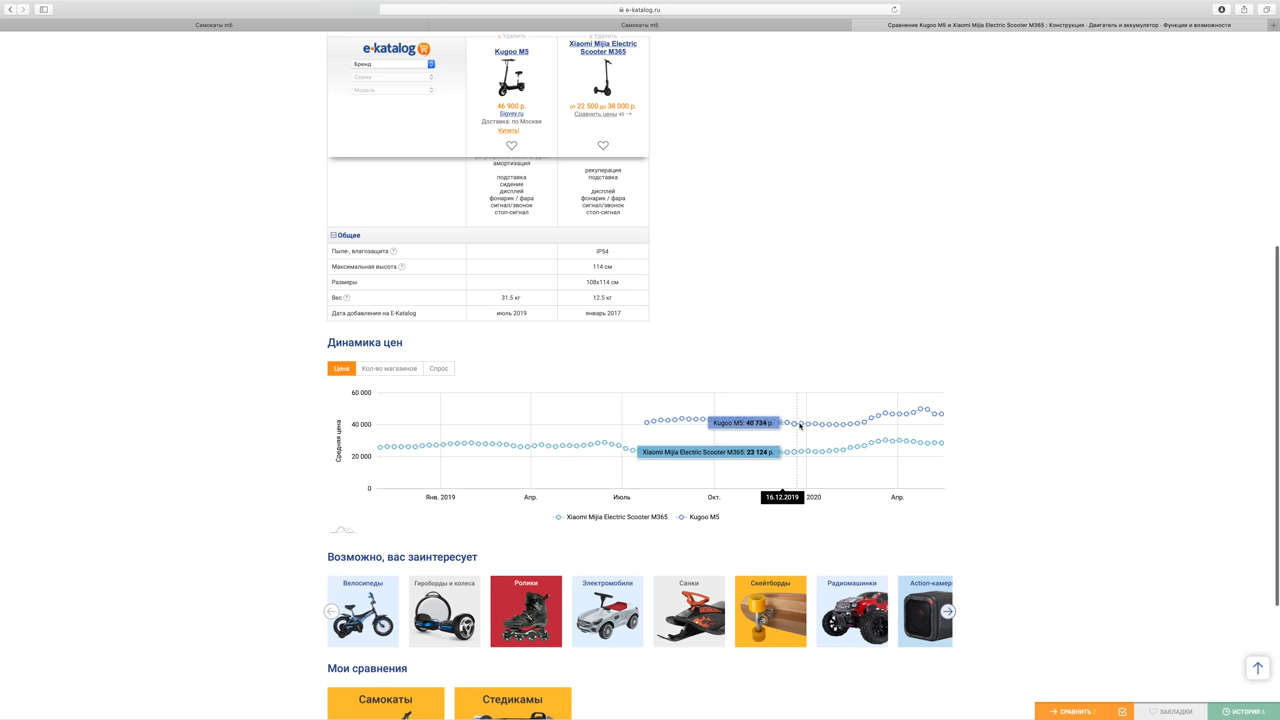 e-katalog.ru
Самокаты m5
Самокаты m5
Сравнение Kugoo M5 и Xiaomi Mijia Electric Scooter M365 : Конструкция · Двигатель и аккумулятор · Функции и возможности
e-katalog
Бренд
Серия
Модель
× Удалить
Kugoo M5
46 900 р.
Sigvey.ru
Доставка: по Москве
Купить!
× Удалить
Xiaomi Mijia Electric
Scooter M365
от 22 500 до 38 000 р.
Сравнить цены 45 →
амортизация
подставка
сидение
дисплей
фонарик / фара
сигнал/звонок
стоп-сигнал
рекуперация
подставка
дисплей
фонарик / фара
сигнал/звонок
стоп-сигнал
Общее
Пыле-, влагозащита ? IP54
Максимальная высота ? 114 см
Размеры 108x114 см
Вес ? 31.5 кг 12.5 кг
Дата добавления на E-Katalog июль 2019 январь 2017
Динамика цен
Цена Кол-во магазинов Спрос
Средняя цена
60 000
40 000
20 000
0
Kugoo M5: 40 734 р.
Xiaomi Mijia Electric Scooter M365: 23 124 р.
Янв. 2019 Апр. Июль Окт. 16.12.2019 2020 Апр.
Xiaomi Mijia Electric Scooter M365 Kugoo M5
Возможно, вас заинтересует
Велосипеды Гироборды и колеса Ролики Электромобили Санки Скейтборды Радиомашинки Action-камер
Мои сравнения
Самокаты Стедикамы
СРАВНИТЬ 2 ЗАКЛАДКИ ИСТОРИЯ 6